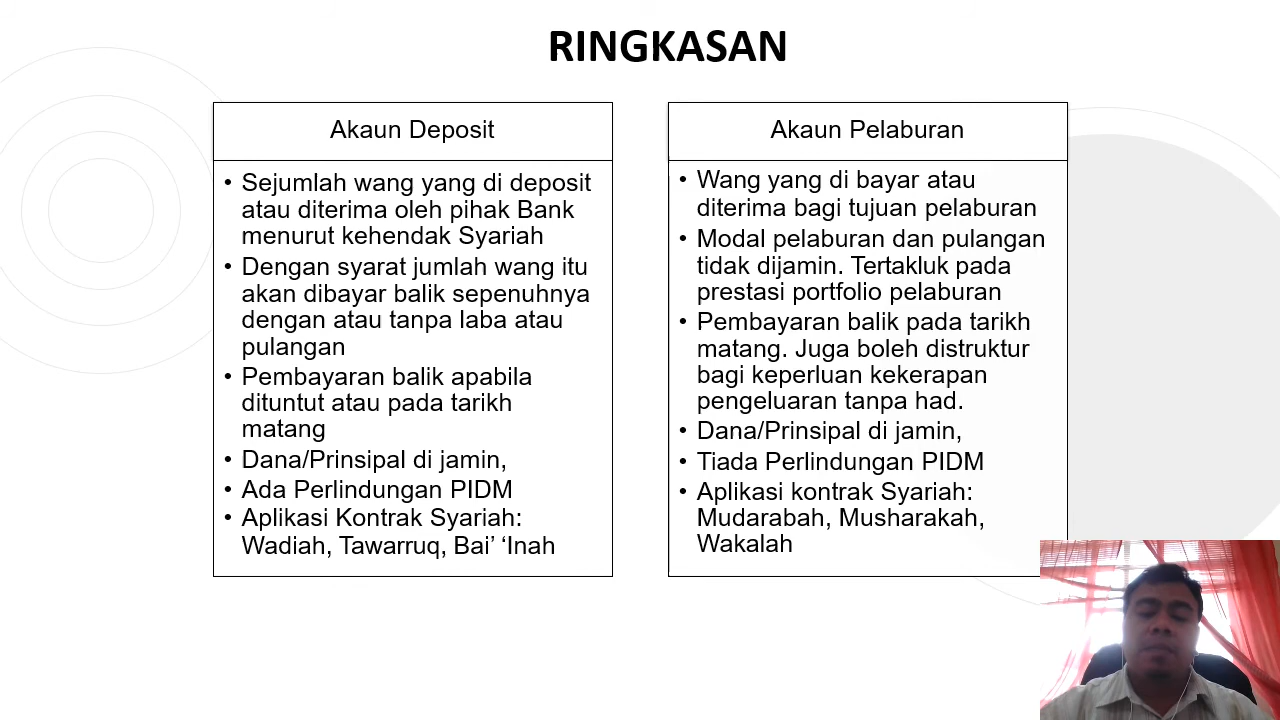 RINGKASAN
Akaun Deposit
• Sejumlah wang yang di deposit
atau diterima oleh pihak Bank
menurut kehendak Syariah
• Dengan syarat jumlah wang itu
akan dibayar balik sepenuhnya
dengan atau tanpa laba atau
pulangan
• Pembayaran balik apabila
dituntut atau pada tarikh
matang
• Dana/Prinsipal di jamin,
• Ada Perlindungan PIDM
• Aplikasi Kontrak Syariah:
Wadiah, Tawarruq, Bai’ ‘Inah
Akaun Pelaburan
• Wang yang di bayar atau
diterima bagi tujuan pelaburan
• Modal pelaburan dan pulangan
tidak dijamin. Tertakluk pada
prestasi portfolio pelaburan
• Pembayaran balik pada tarikh
matang. Juga boleh distruktur
bagi keperluan kekerapan
pengeluaran tanpa had.
• Dana/Prinsipal di jamin,
• Tiada Perlindungan PIDM
• Aplikasi kontrak Syariah:
Mudarabah, Musharakah,
Wakalah